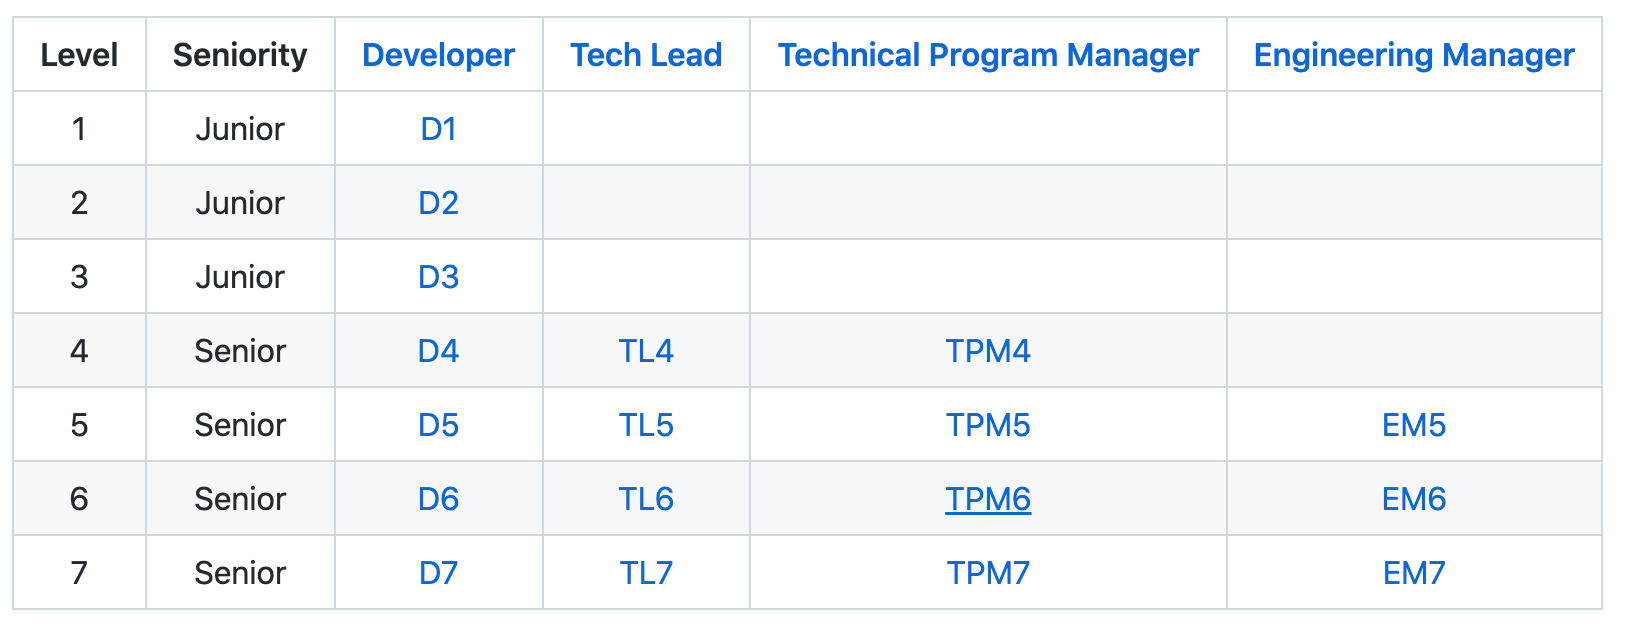 Level Seniority Developer Tech Lead Technical Program Manager Engineering Manager
1 Junior D1
2 Junior D2
3 Junior D3
4 Senior D4 TL4 TPM4
5 Senior D5 TL5 TPM5 EM5
6 Senior D6 TL6 TPM6 EM6
7 Senior D7 TL7 TPM7 EM7